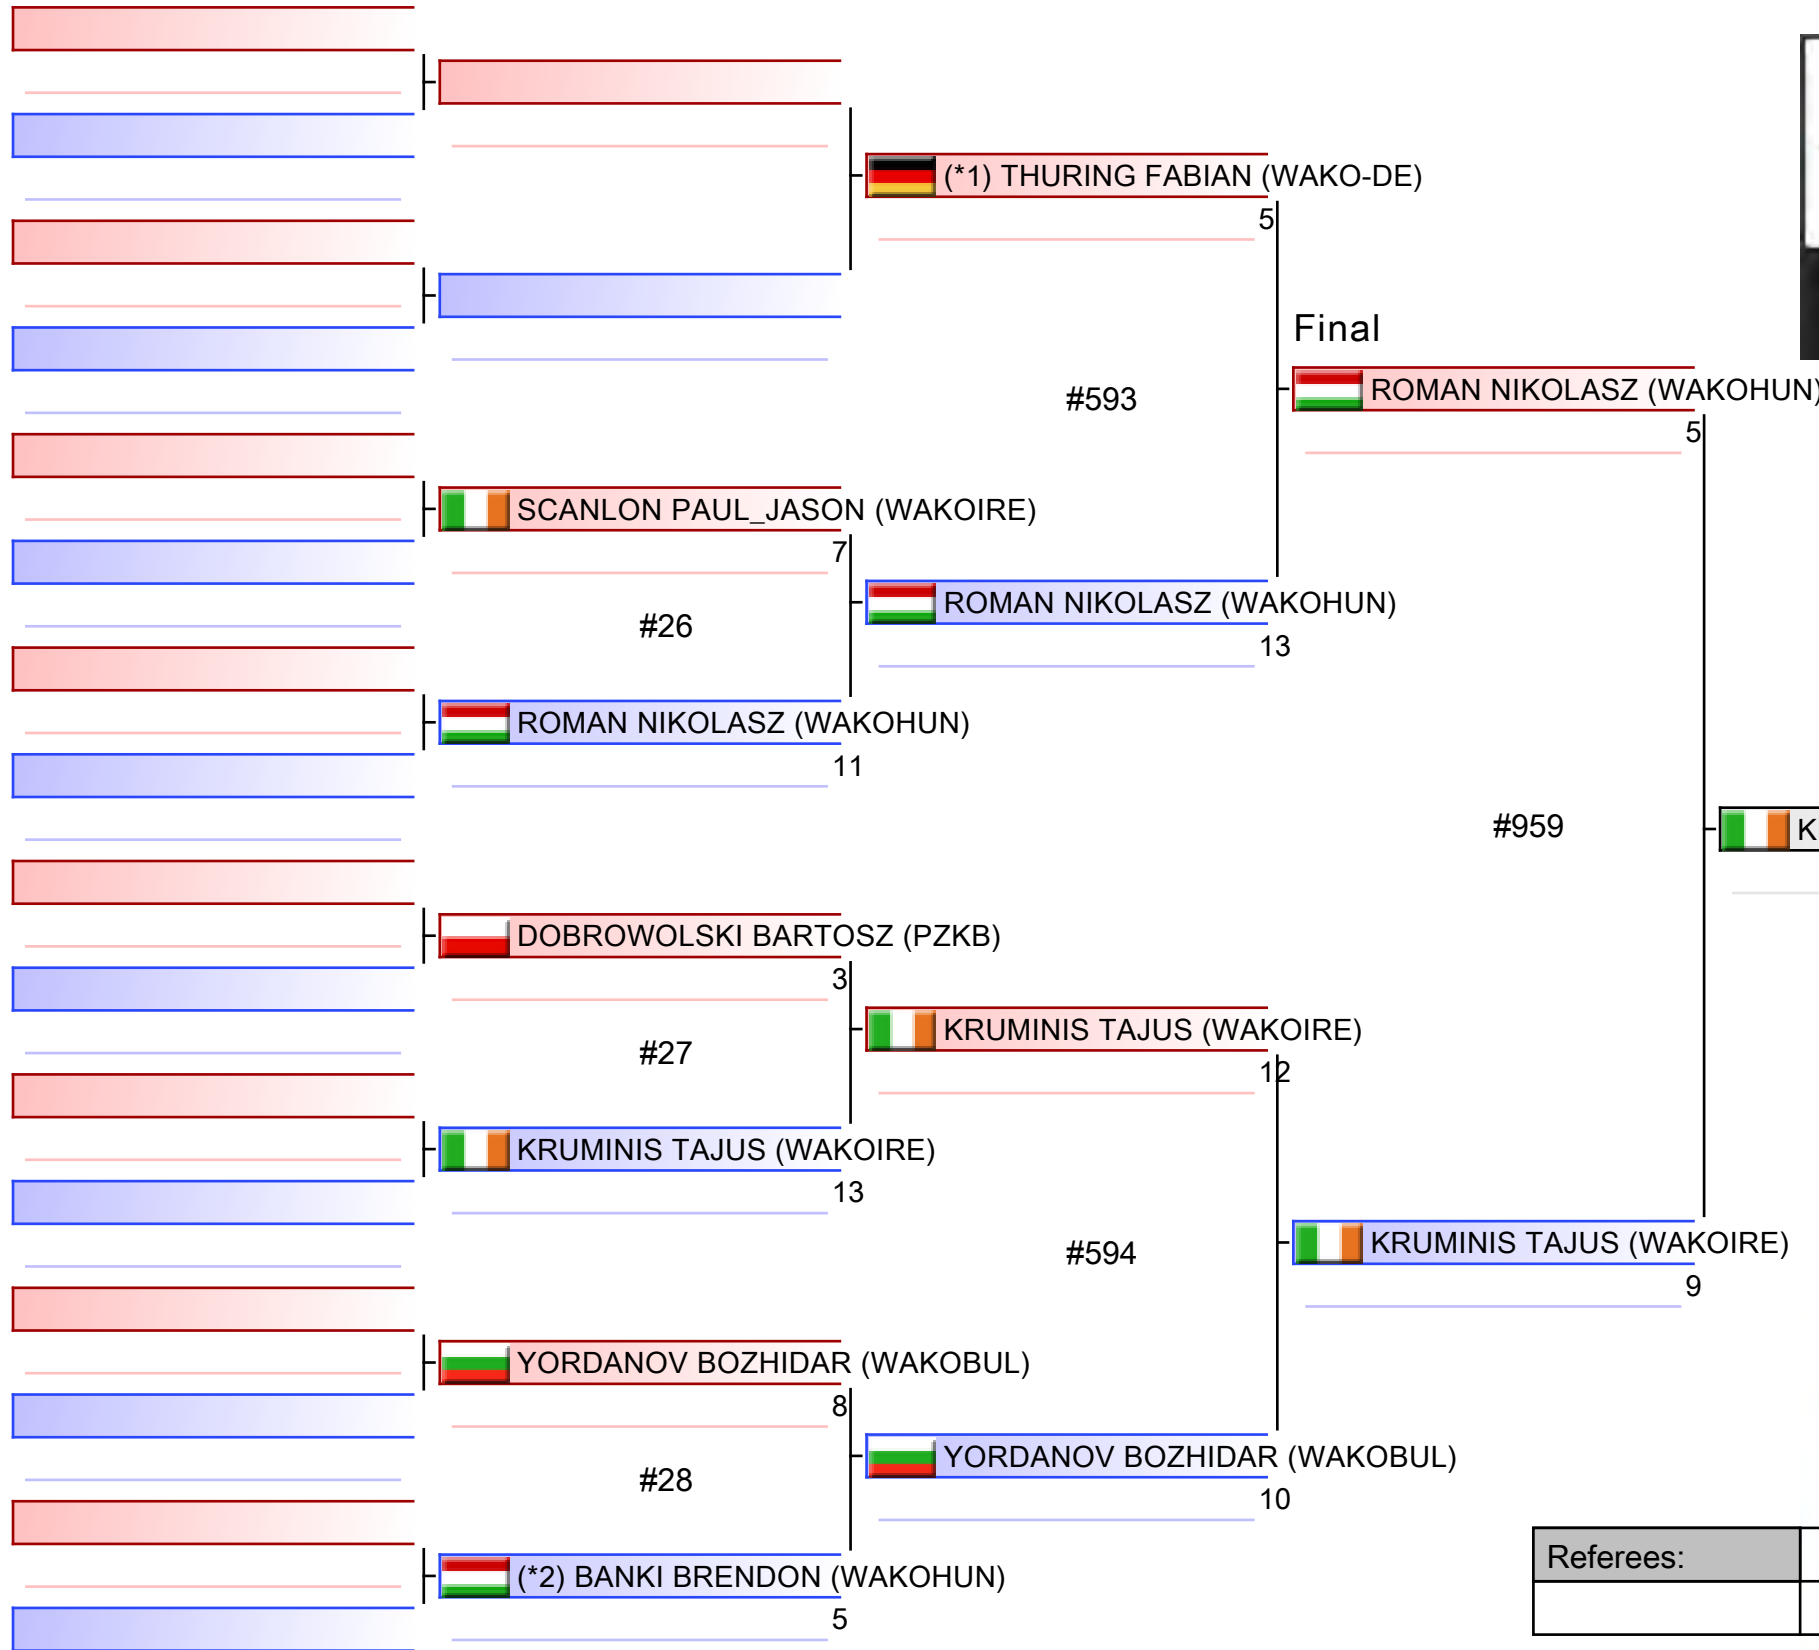 (*1) THURING FABIAN (WAKO-DE)
5
Final
#593
ROMAN NIKOLASZ (WAKOHUN)
5
SCANLON PAUL_JASON (WAKOIRE)
7
ROMAN NIKOLASZ (WAKOHUN)
#26
13
ROMAN NIKOLASZ (WAKOHUN)
11
#959
K
DOBROWOLSKI BARTOSZ (PZKB)
3
KRUMINIS TAJUS (WAKOIRE)
#27
12
KRUMINIS TAJUS (WAKOIRE)
13
#594
KRUMINIS TAJUS (WAKOIRE)
9
YORDANOV BOZHIDAR (WAKOBUL)
8
YORDANOV BOZHIDAR (WAKOBUL)
#28
10
Referees:
(*2) BANKI BRENDON (WAKOHUN)
5